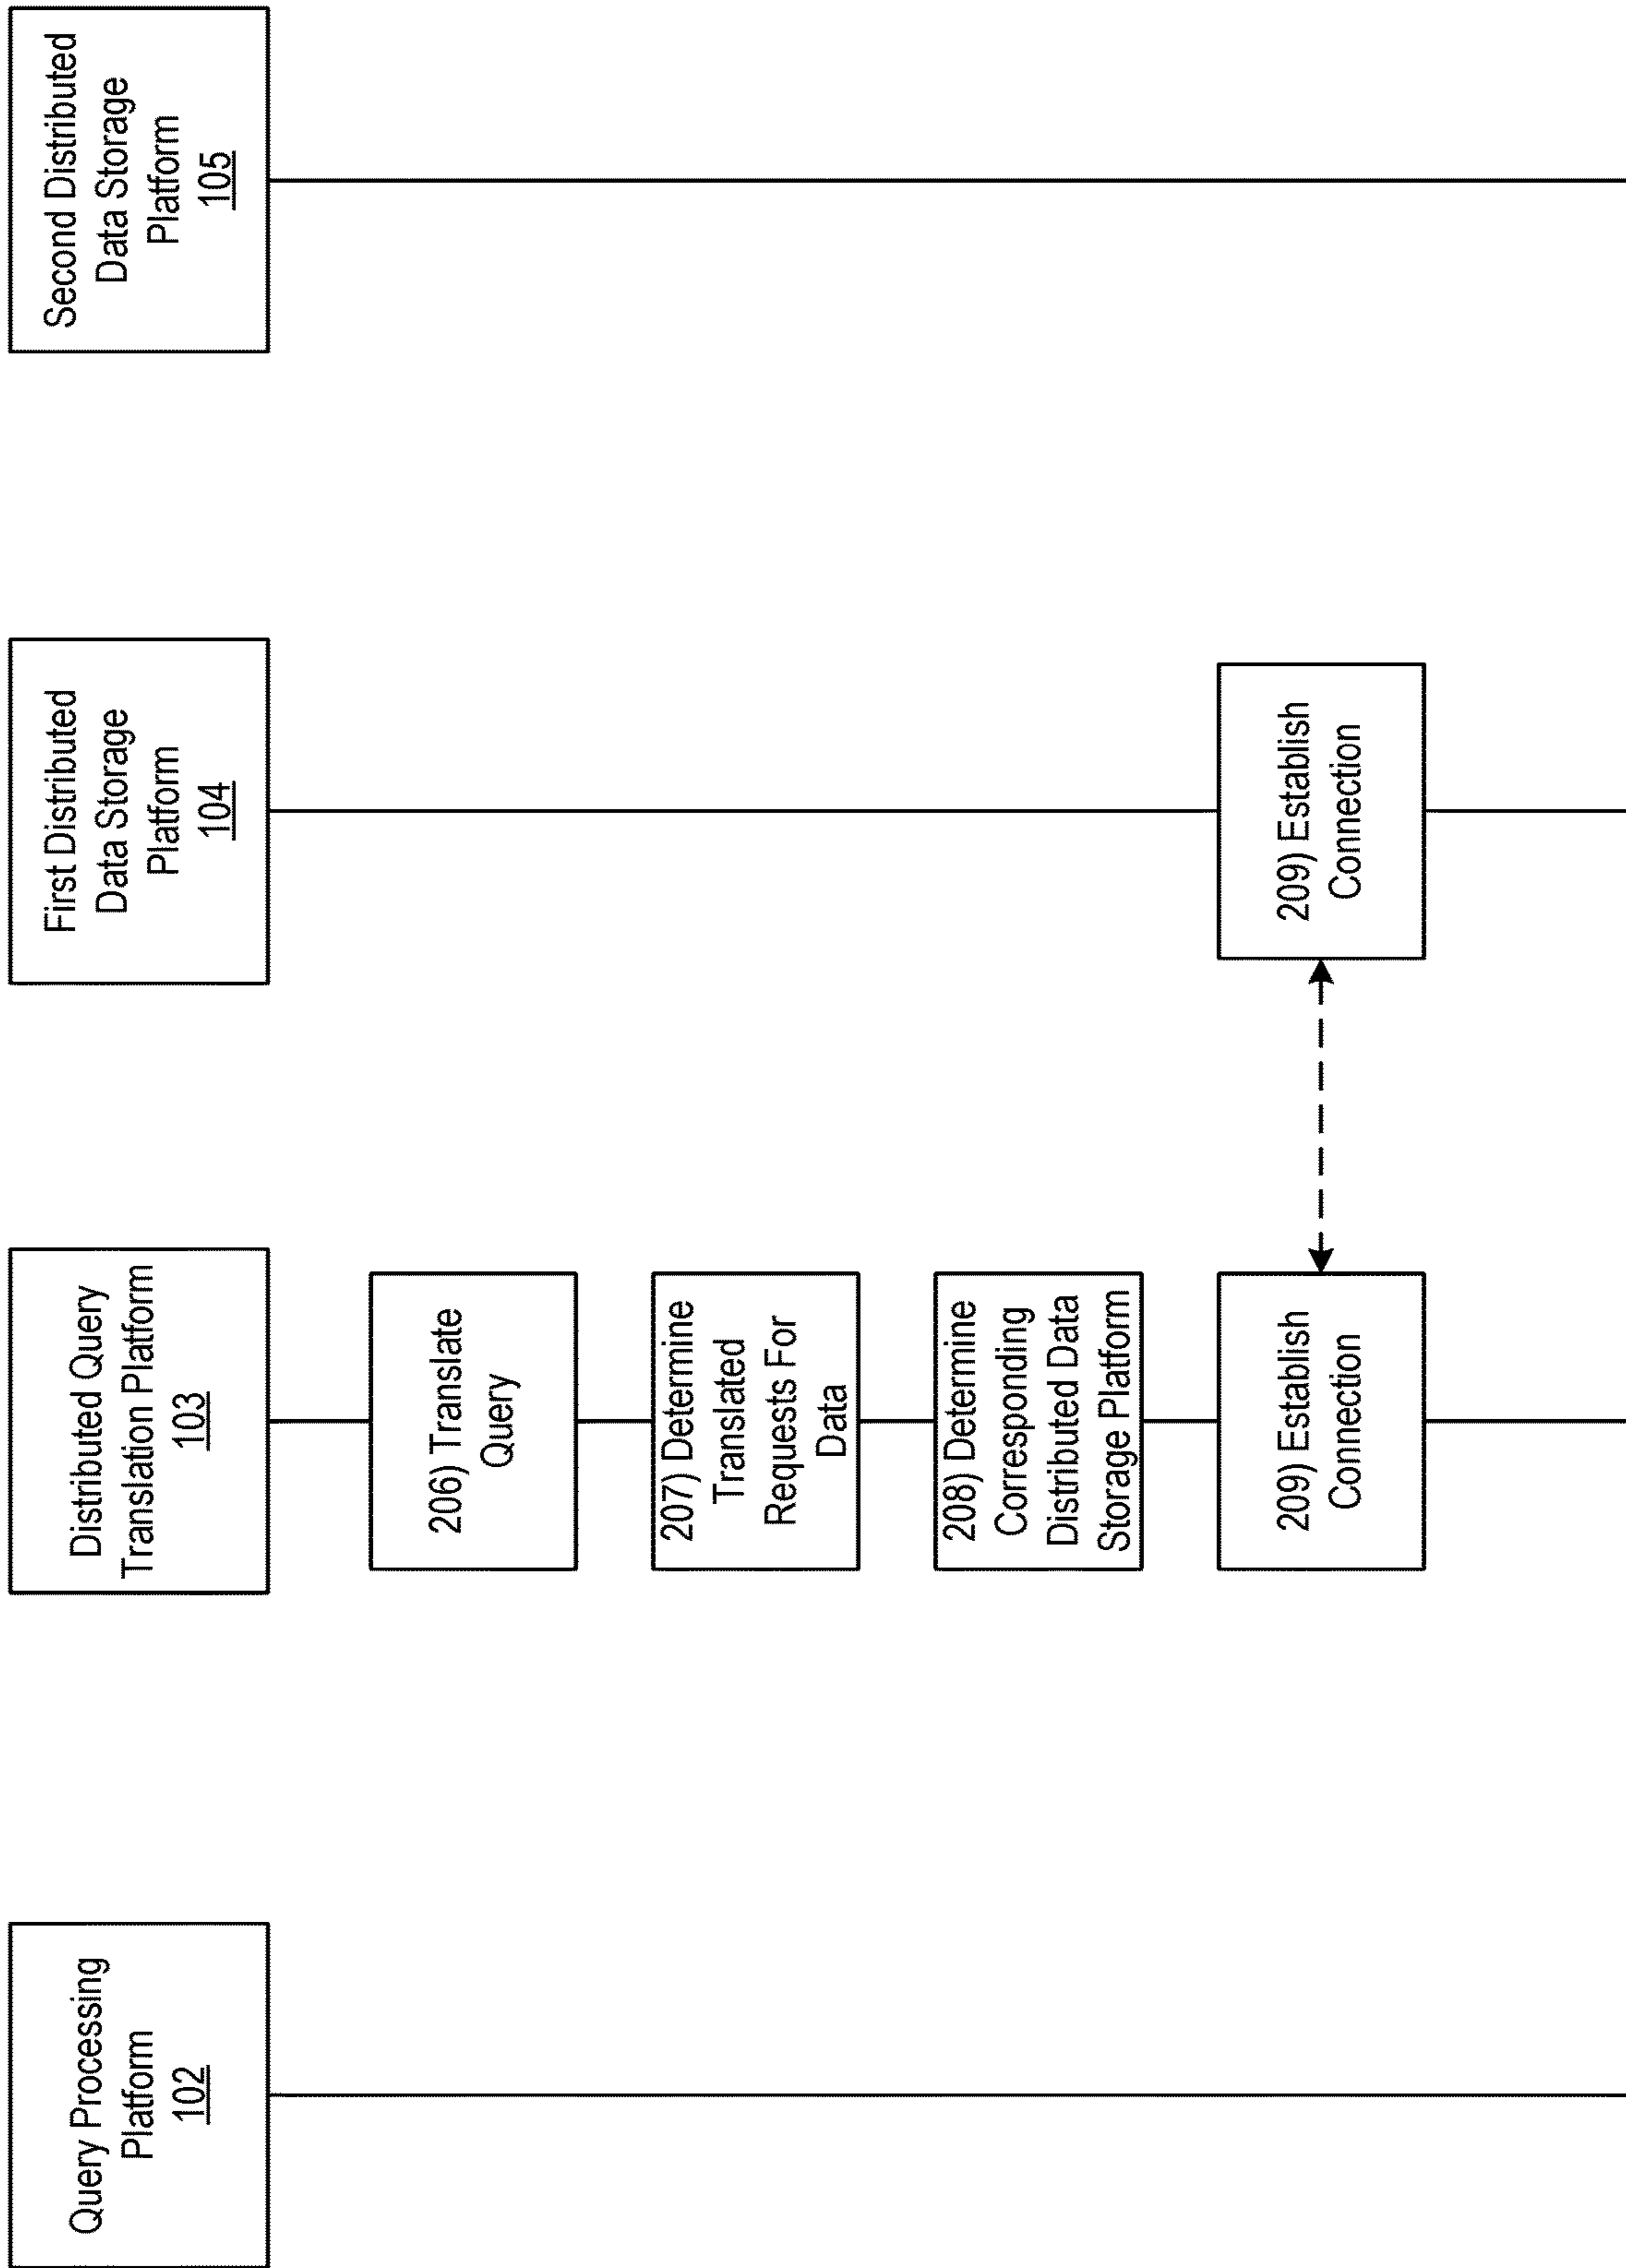 Query Processing
Platform
102
Distributed Query
Translation Platform
103
First Distributed
Data Storage
Platform
104
Second Distributed
Data Storage
Platform
105
206) Translate
Query
207) Determine
Translated
Requests For
Data
208) Determine
Corresponding
Distributed Data
Storage Platform
209) Establish
Connection
209) Establish
Connection